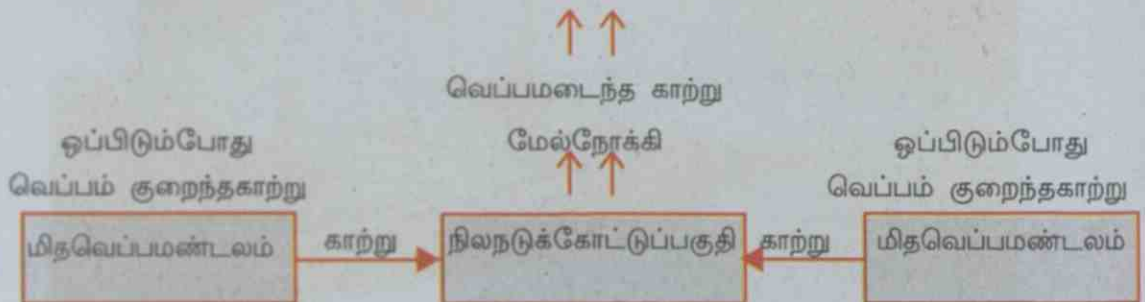 வெப்பமடைந்த காற்று
மேல்நோக்கி
ஒப்பிடும்போது
வெப்பம் குறைந்தகாற்று
ஒப்பிடும்போது
வெப்பம் குறைந்தகாற்று
மிதவெப்பமண்டலம்
காற்று
நிலநடுக்கோட்டுப்பகுதி
காற்று
மிதவெப்பமண்டலம்